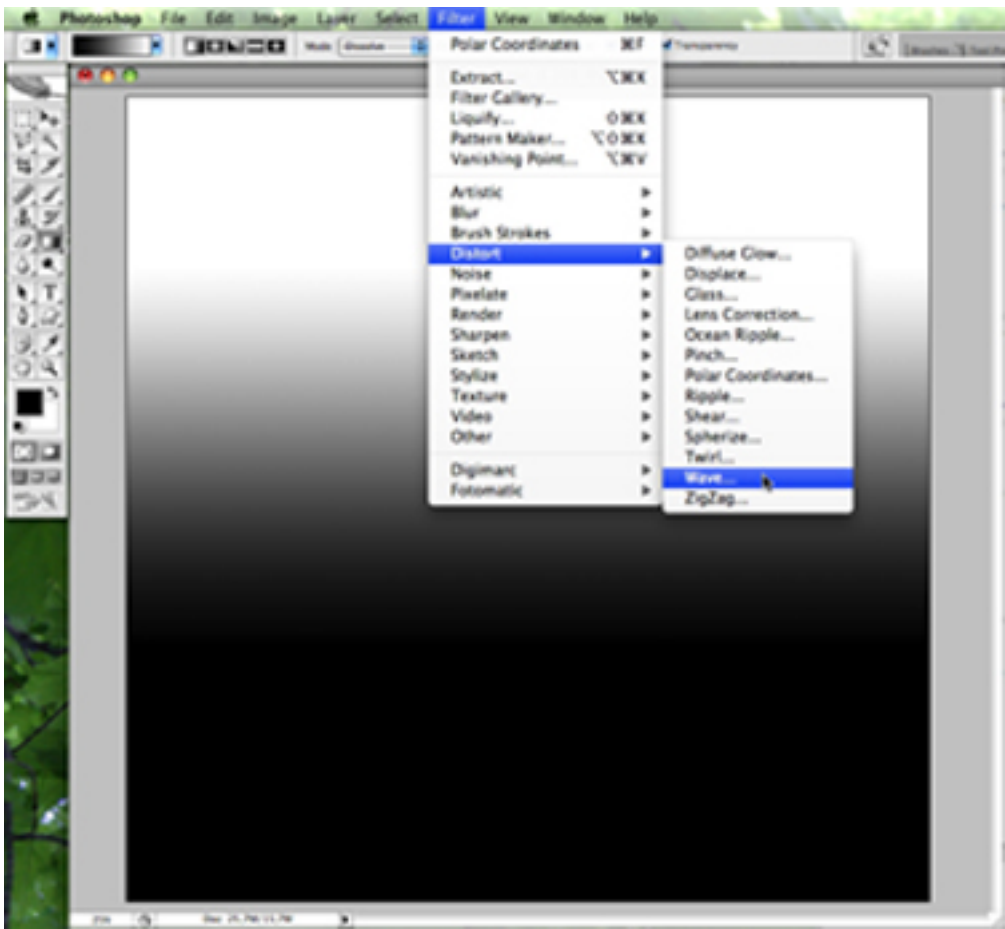 Photoshop File Edit Image Layer Select Filter View Window Help
Mode: Dissolve Transparency
Polar Coordinates ⌘F
Extract... ⌥⌘X
Filter Gallery...
Liquify... ⇧⌘X
Pattern Maker... ⌥⇧⌘X
Vanishing Point... ⌥⌘V
Artistic
Blur
Brush Strokes
Distort
Noise
Pixelate
Render
Sharpen
Sketch
Stylize
Texture
Video
Other
Digimarc
Fotomatic
Diffuse Glow...
Displace...
Glass...
Lens Correction...
Ocean Ripple...
Pinch...
Polar Coordinates...
Ripple...
Shear...
Spherize...
Twirl...
Wave...
ZigZag...